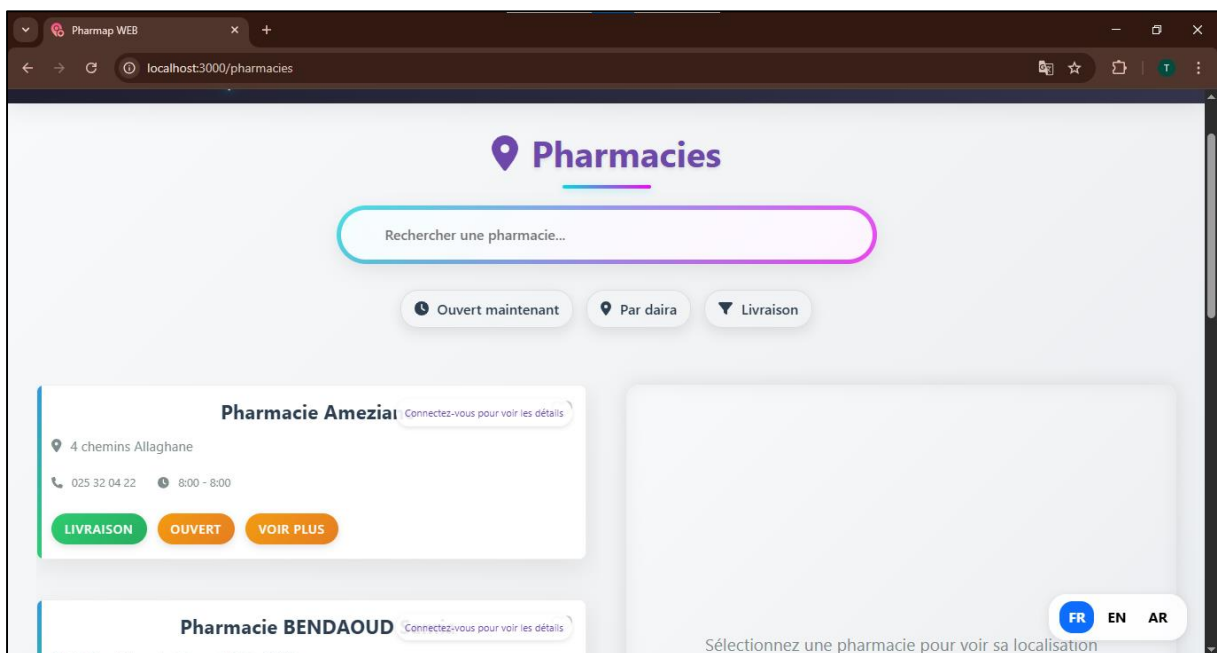 Pharmap WEB
localhost:3000/pharmacies
T
Pharmacies
Rechercher une pharmacie...
Ouvert maintenant
Par daira
Livraison
Pharmacie
Connectez-vous pour voir les détails
4 chemins Allaghane
025 32 04 22
8:00 - 8:00
LIVRAISON
OUVERT
VOIR PLUS
Pharmacie BENDAOUD
Connectez-vous pour voir les détails
Sélectionnez une pharmacie pour voir sa localisation
FR
EN
AR